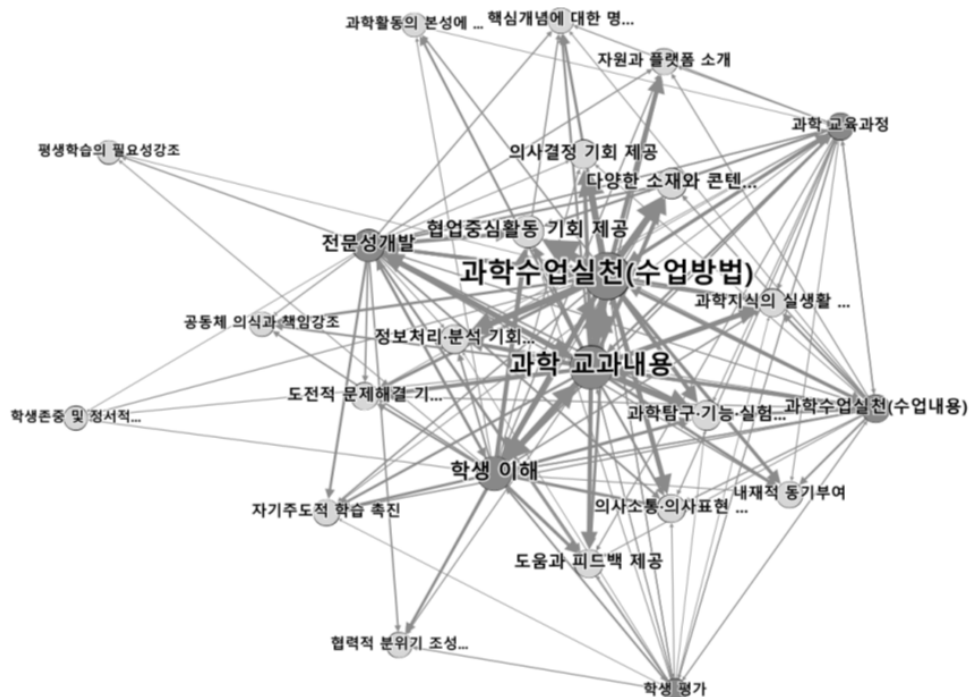 과학활동의 본성에 ...
핵심개념에 대한 명...
자원과 플랫폼 소개
과학 교육과정
평생학습의 필요성강조
의사결정 기회 제공
다양한 소재와 콘텐...
협업중심활동 기회 제공
전문성개발
과학수업실천(수업방법)
과학지식의 실생활 ...
공동체 의식과 책임강조
정보처리·분석 기회...
과학 교과내용
도전적 문제해결 기...
학생존중 및 정서적...
과학탐구·기능·실험...
과학수업실천(수업내용)
학생 이해
내재적 동기부여
자기주도적 학습 촉진
의사소통·의사표현 ...
도움과 피드백 제공
협력적 분위기 조성...
학생 평가